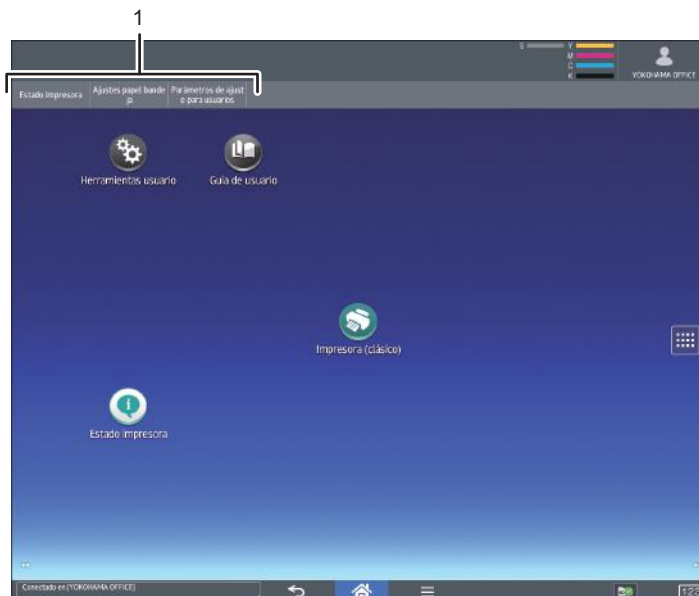 1
S Y
M
C
K
YOKOHAMA OFFICE
Estado impresora
Ajustes papel bande
ja
Parámetros de ajust
e para usuarios
Herramientas usuario
Guía de usuario
Impresora (clásico)
Estado impresora
Conectado en [YOKOHAMA OFFICE]